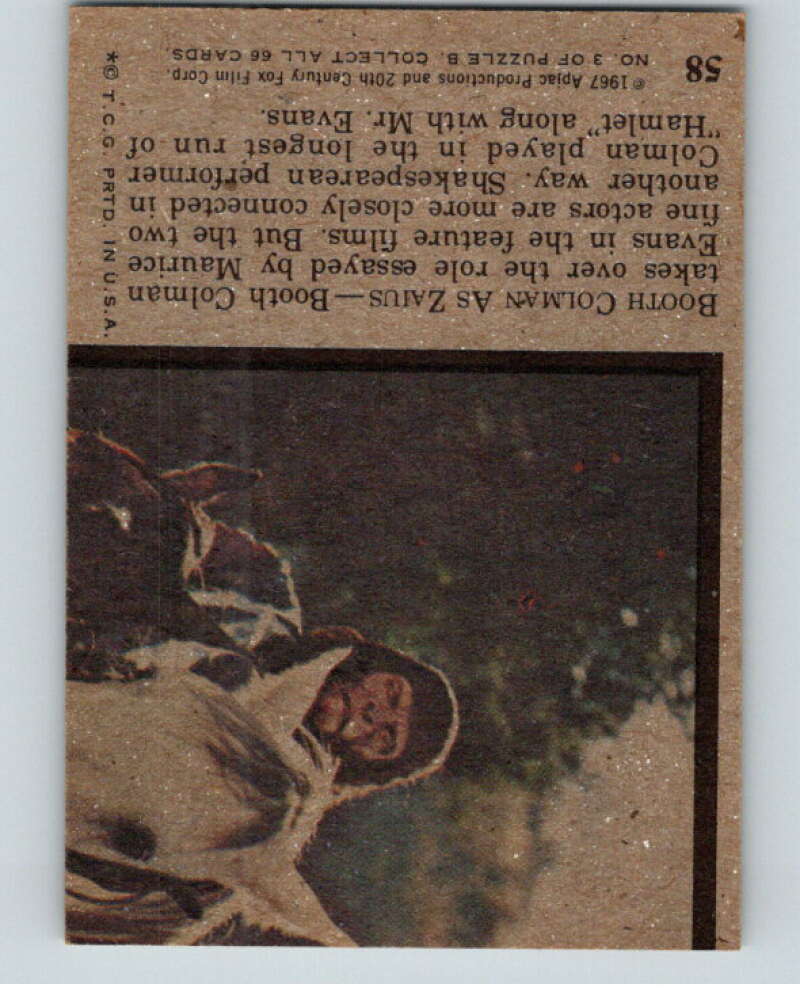 BOOTH COLMAN AS ZAIUS—Booth Colman
takes over the role essayed by Maurice
Evans in the feature films. But the two
fine actors are more closely connected in
another way. Shakespearean performer
Colman played in the longest run of
"Hamlet" along with Mr. Evans.
© 1967 Apjac Productions and 20th Century Fox Film Corp.
NO. 3 OF PUZZLE B. COLLECT ALL 66 CARDS.
58
*© T.C.G. PRTD. IN U.S.A.